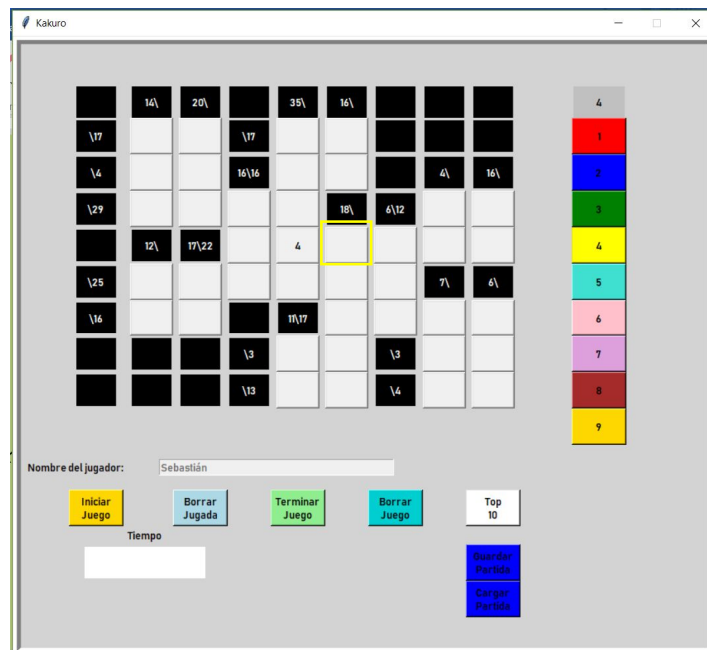 Kakuro
14\ 20\ 35\ 16\ 4
\17 \17 1
\4 16\16 4\ 16\ 2
\29 18\ 6\12 3
12\ 17\22 4 4
\25 7\ 6\ 5
\16 11\17 6
\3 \3 7
\13 \4 8
9
Nombre del jugador: Sebastián
Iniciar Juego
Borrar Jugada
Terminar Juego
Borrar Juego
Top 10
Tiempo
Guardar Partida
Cargar Partida